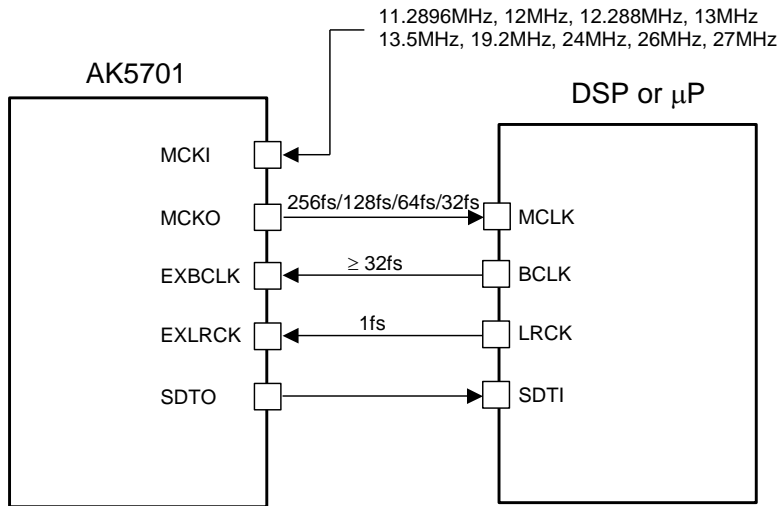 11.2896MHz, 12MHz, 12.288MHz, 13MHz
13.5MHz, 19.2MHz, 24MHz, 26MHz, 27MHz
AK5701
DSP or μP
MCKI
MCKO
256fs/128fs/64fs/32fs
MCLK
EXBCLK
≥ 32fs
BCLK
EXLRCK
1fs
LRCK
SDTO
SDTI